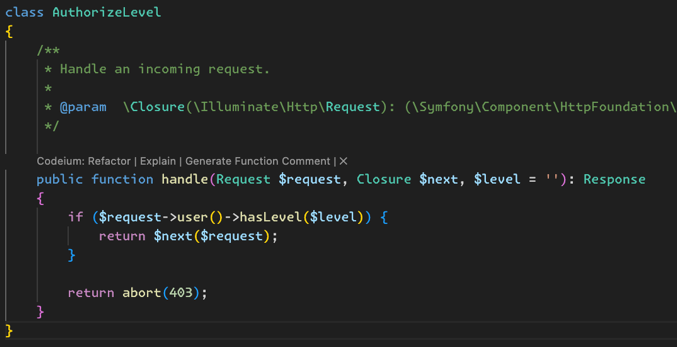 class AuthorizeLevel
{
/**
* Handle an incoming request.
*
* @param  \Closure(\Illuminate\Http\Request): (\Symfony\Component\HttpFoundation\
*/
Codeium: Refactor | Explain | Generate Function Comment | ×
public function handle(Request $request, Closure $next, $level = ''): Response
{
if ($request->user()->hasLevel($level)) {
return $next($request);
}
return abort(403);
}
}